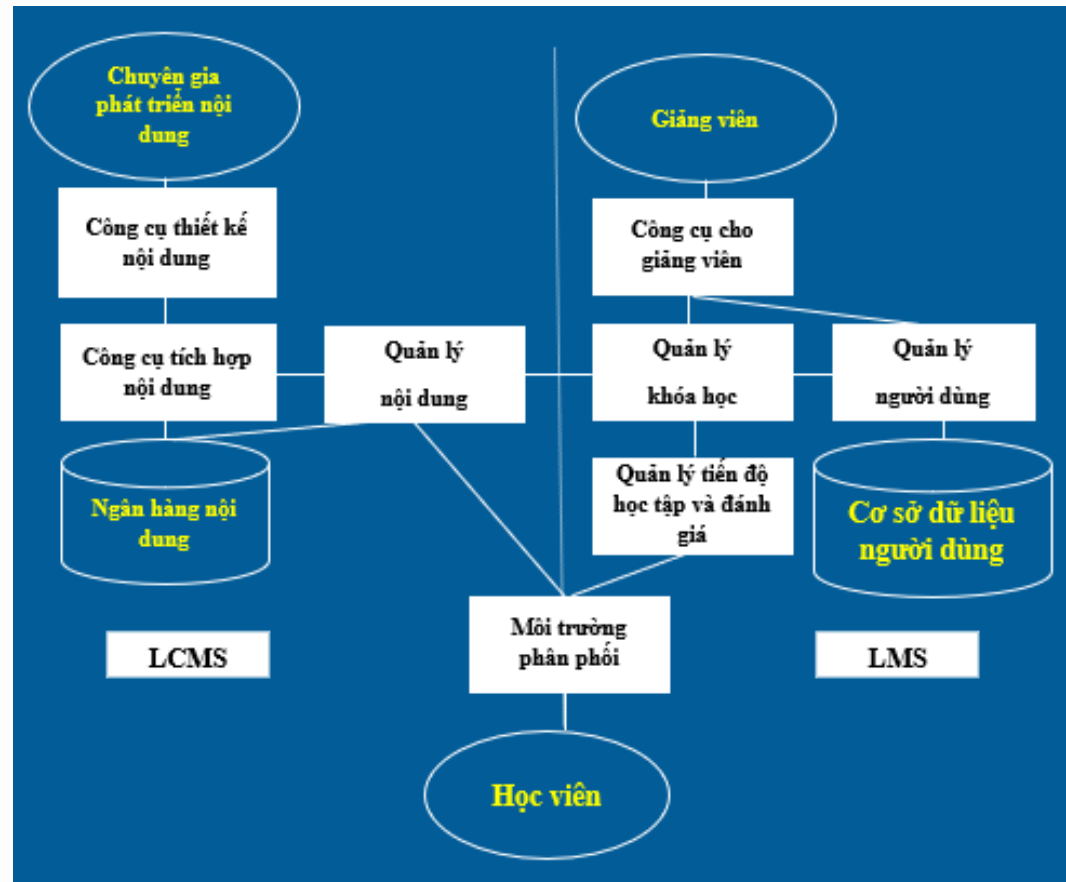 Chuyên gia
phát triển nội
dung
Giảng viên
Công cụ thiết kế
nội dung
Công cụ cho
giảng viên
Công cụ tích hợp
nội dung
Quản lý
nội dung
Quản lý
khóa học
Quản lý
người dùng
Ngân hàng nội
dung
Quản lý tiến độ
học tập và đánh
giá
Cơ sở dữ liệu
người dùng
LCMS
Môi trường
phân phối
LMS
Học viên